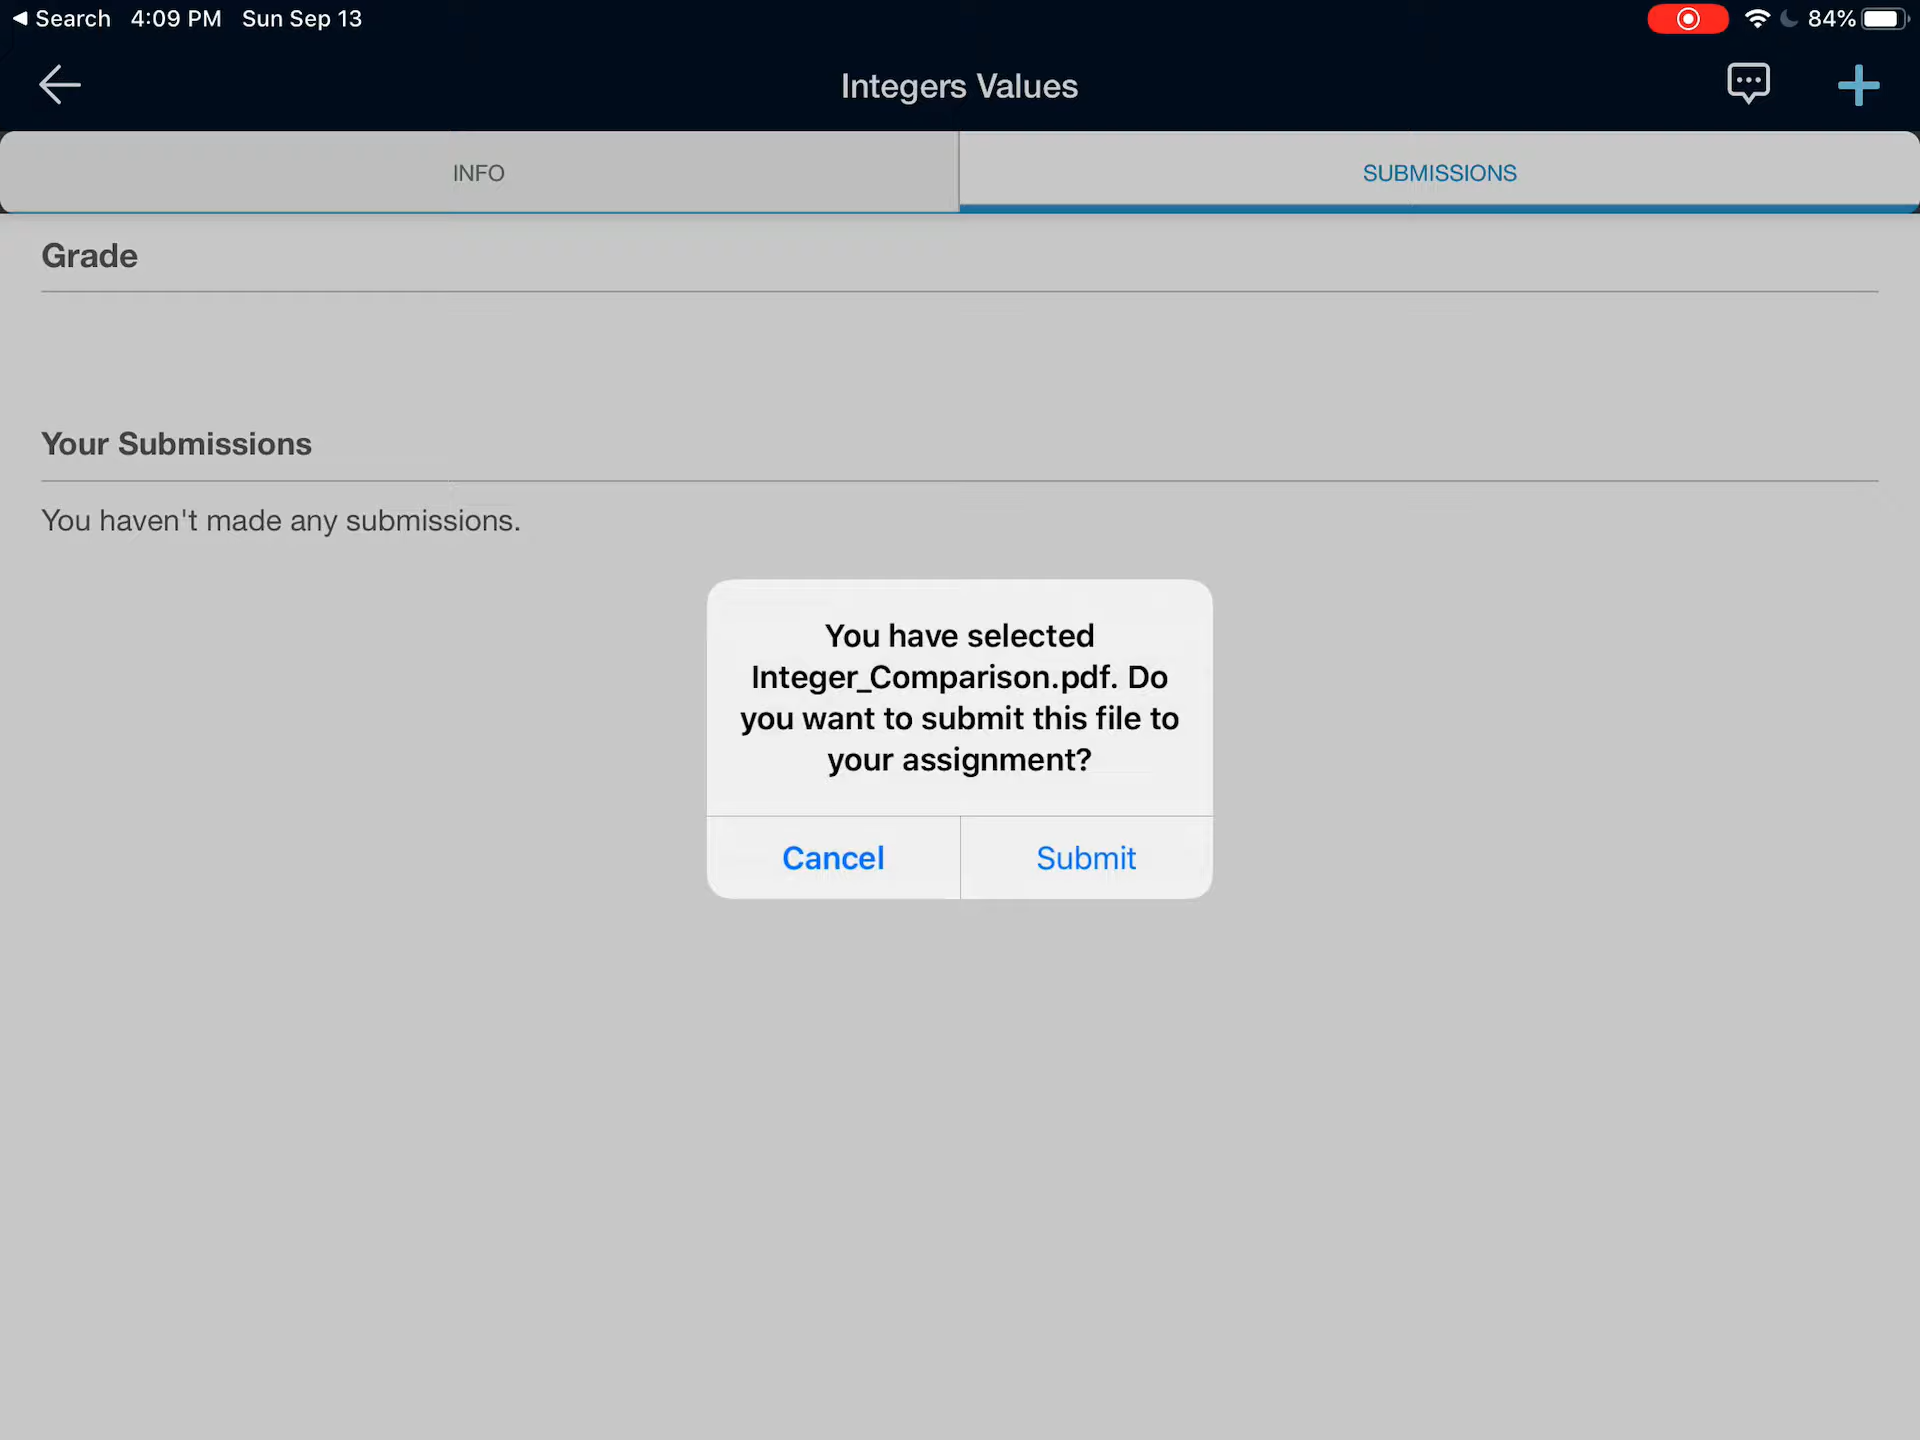 Search 4:09 PM Sun Sep 13 84%
Integers Values
INFO SUBMISSIONS
Grade
Your Submissions
You haven't made any submissions.
You have selected
Integer_Comparison.pdf. Do
you want to submit this file to
your assignment?
Cancel Submit